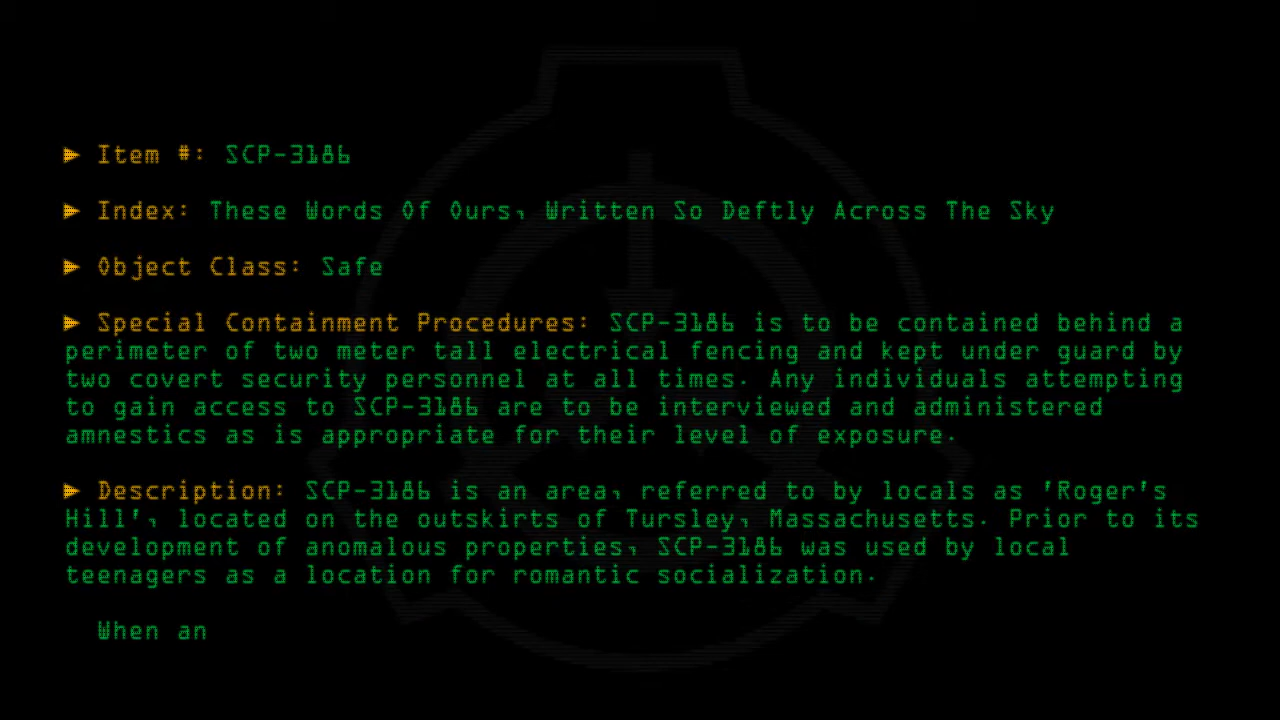 ► Item #: SCP-3186
► Index: These Words Of Ours, Written So Deftly Across The Sky
► Object Class: Safe
► Special Containment Procedures: SCP-3186 is to be contained behind a
perimeter of two meter tall electrical fencing and kept under guard by
two covert security personnel at all times. Any individuals attempting
to gain access to SCP-3186 are to be interviewed and administered
amnestics as is appropriate for their level of exposure.
► Description: SCP-3186 is an area, referred to by locals as 'Roger's
Hill', located on the outskirts of Tursley, Massachusetts. Prior to its
development of anomalous properties, SCP-3186 was used by local
teenagers as a location for romantic socialization.
When an